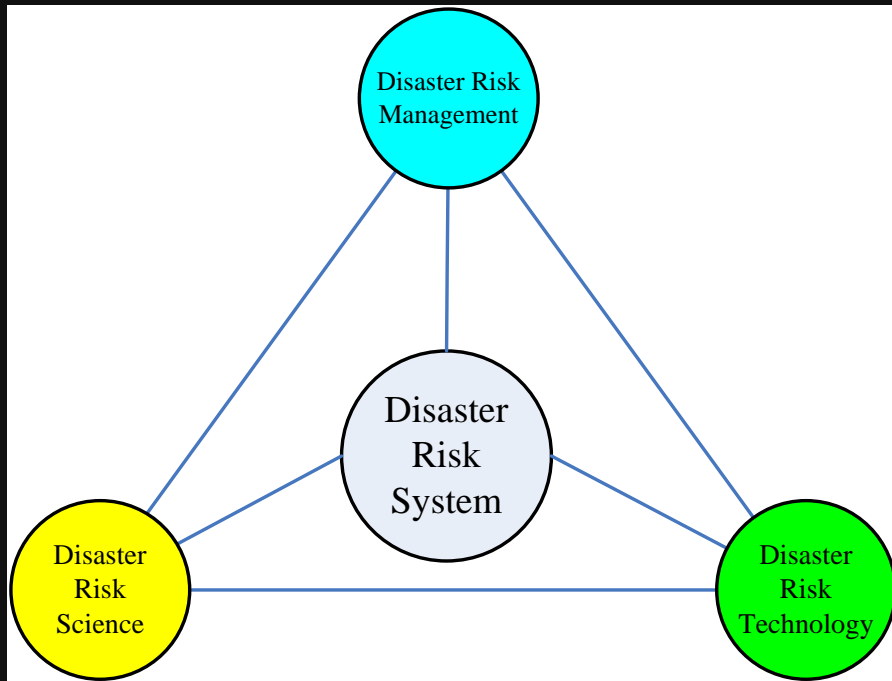 Disaster Risk
Management
Disaster
Risk
System
Disaster
Risk
Science
Disaster
Risk
Technology